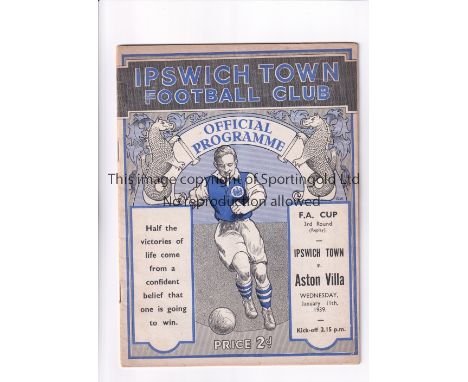 IPSWICH TOWN
FOOTBALL CLUB
OFFICIAL
PROGRAMME
This image copyright of Sportingold Ltd
No reproduction allowed
Half the
victories of
life come
from a
confident
belief that
one is going
to win.
F.A. CUP
3rd Round
(Replay)
IPSWICH TOWN
v.
Aston Villa
WEDNESDAY,
January 11th,
1939.
Kick-off 2.15 p.m.
PRICE 2d